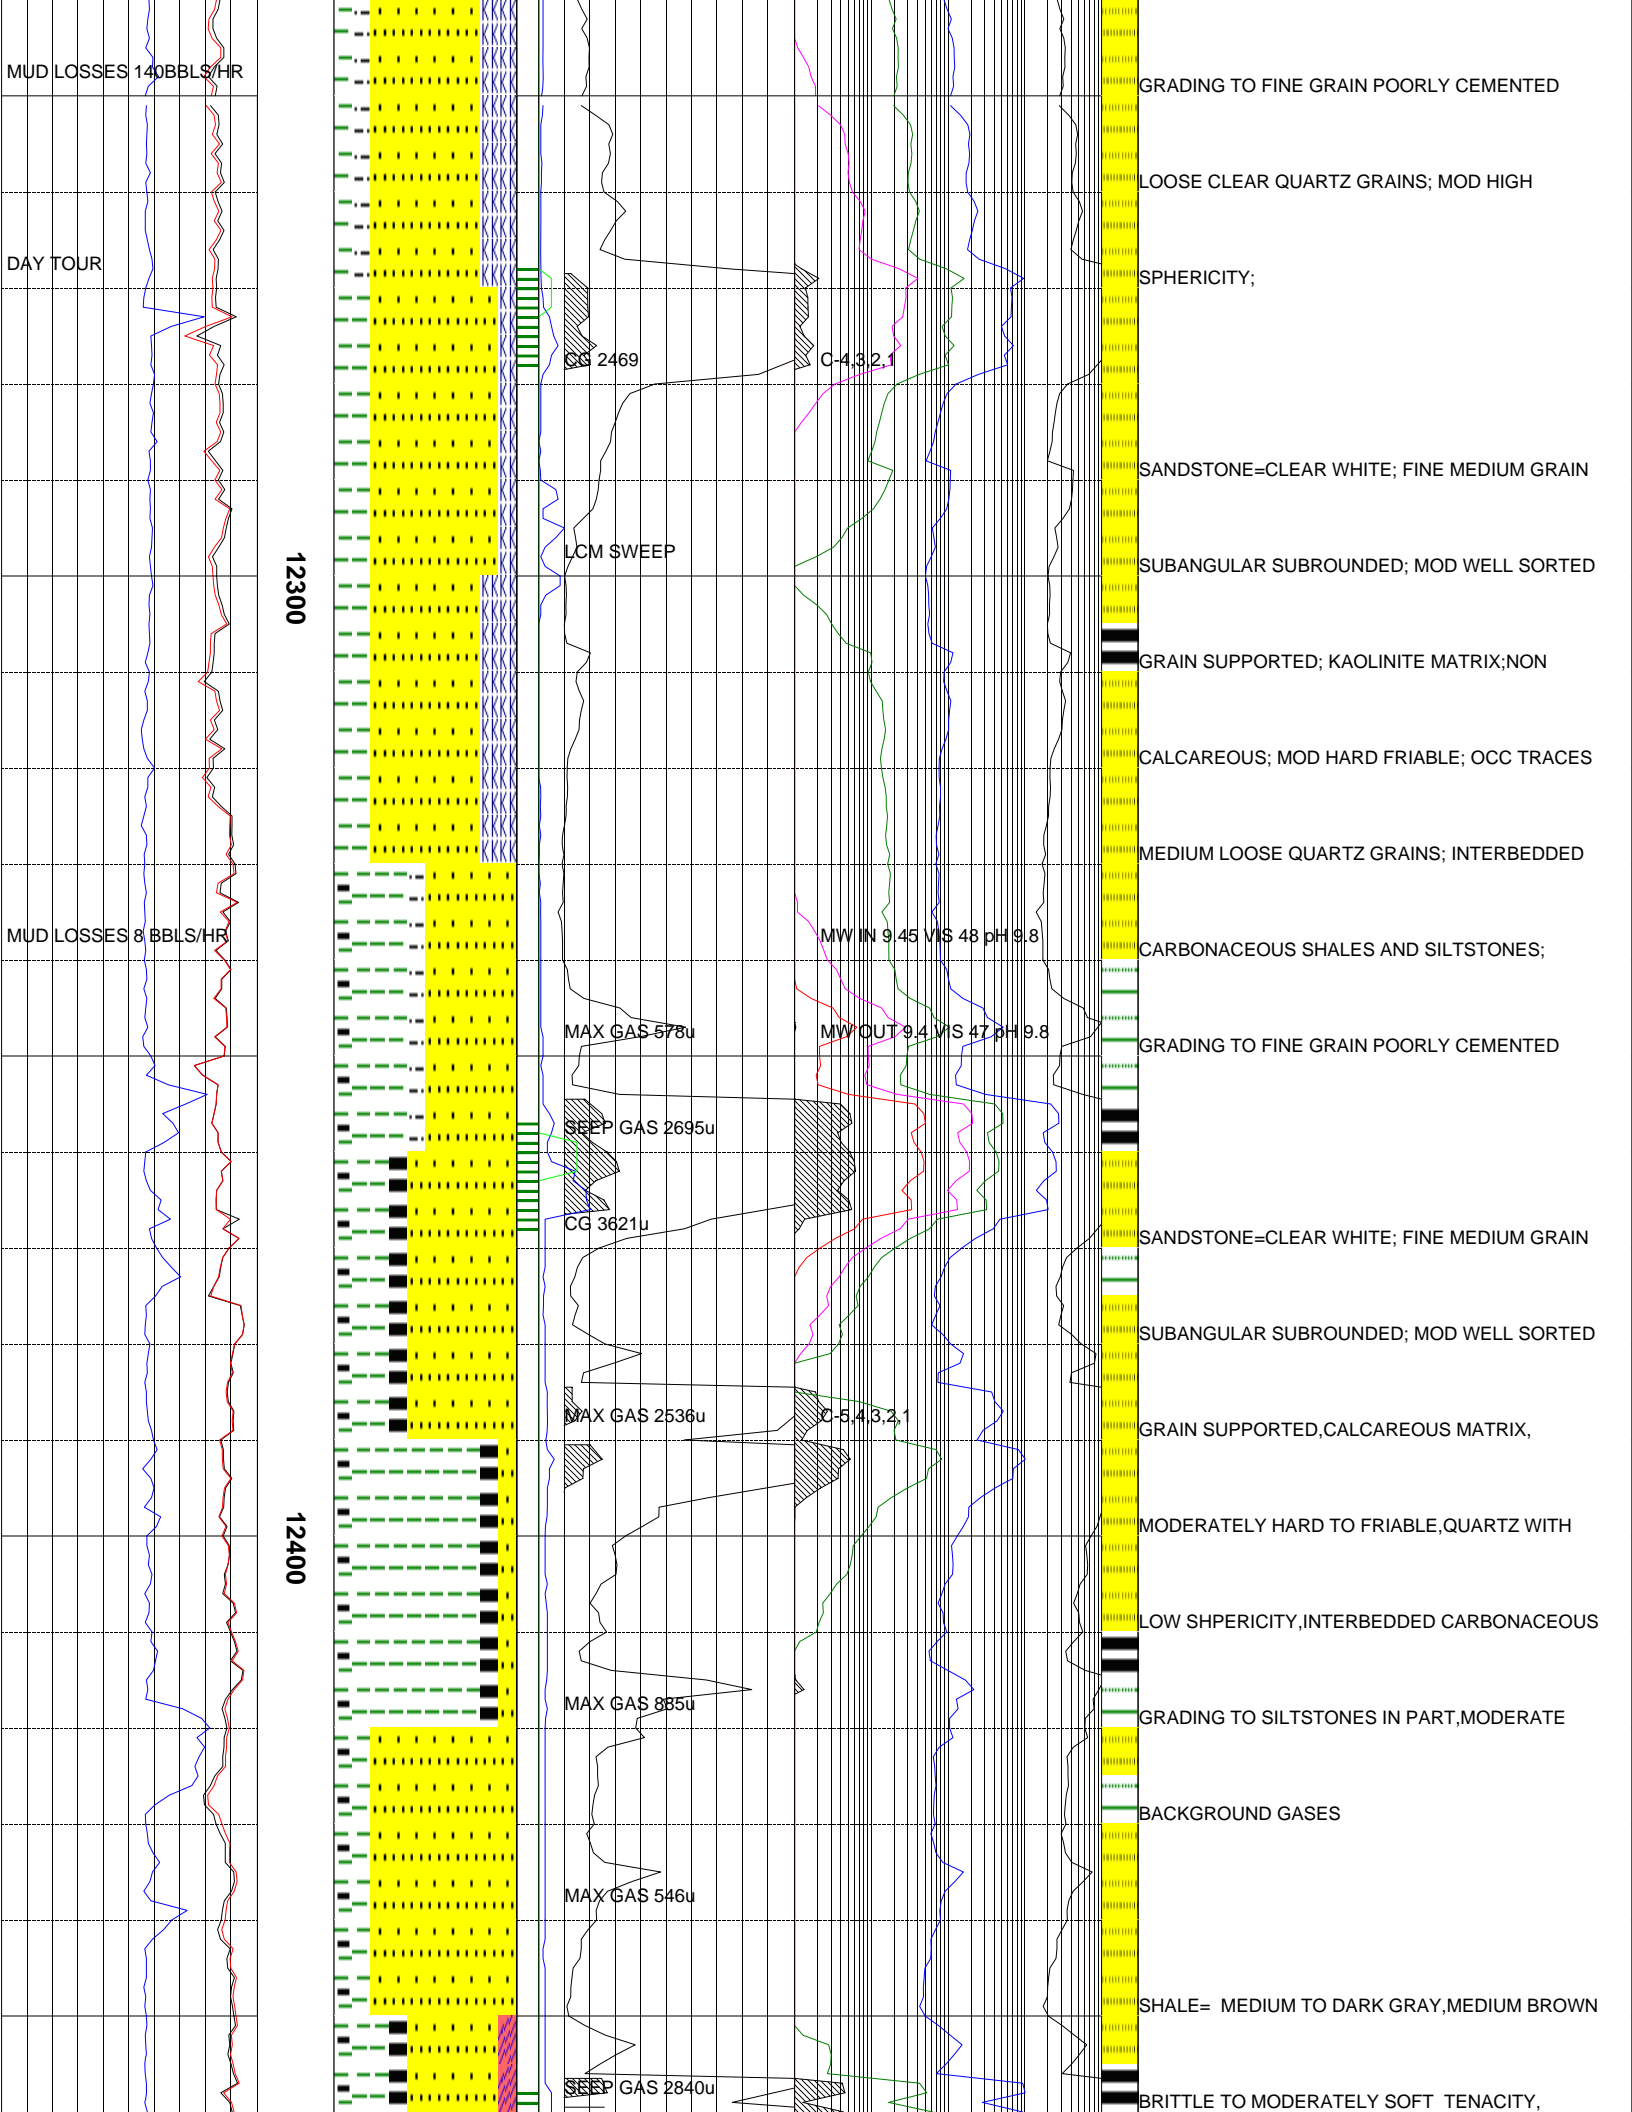 MUD LOSSES 140BBLS/HR
GRADING TO FINE GRAIN POORLY CEMENTED
LOOSE CLEAR QUARTZ GRAINS; MOD HIGH
DAY TOUR
SPHERICITY;
CG 2469
C-4,3,2,1
SANDSTONE=CLEAR WHITE; FINE MEDIUM GRAIN
LCM SWEEP
SUBANGULAR SUBROUNDED; MOD WELL SORTED
12300
GRAIN SUPPORTED; KAOLINITE MATRIX;NON
CALCAREOUS; MOD HARD FRIABLE; OCC TRACES
MEDIUM LOOSE QUARTZ GRAINS; INTERBEDDED
MUD LOSSES 8 BBLS/HR
MW IN 9.45 VIS 48 pH 9.8
CARBONACEOUS SHALES AND SILTSTONES;
MAX GAS 578u
MW OUT 9.4 VIS 47 pH 9.8
GRADING TO FINE GRAIN POORLY CEMENTED
SEEP GAS 2695u
CG 3621u
SANDSTONE=CLEAR WHITE; FINE MEDIUM GRAIN
SUBANGULAR SUBROUNDED; MOD WELL SORTED
MAX GAS 2536u
C-5,4,3,2,1
GRAIN SUPPORTED,CALCAREOUS MATRIX,
MODERATELY HARD TO FRIABLE,QUARTZ WITH
12400
LOW SHPERICITY,INTERBEDDED CARBONACEOUS
MAX GAS 885u
GRADING TO SILTSTONES IN PART,MODERATE
BACKGROUND GASES
MAX GAS 546u
SHALE=  MEDIUM TO DARK GRAY,MEDIUM BROWN
SEEP GAS 2840u
BRITTLE TO MODERATELY SOFT  TENACITY,